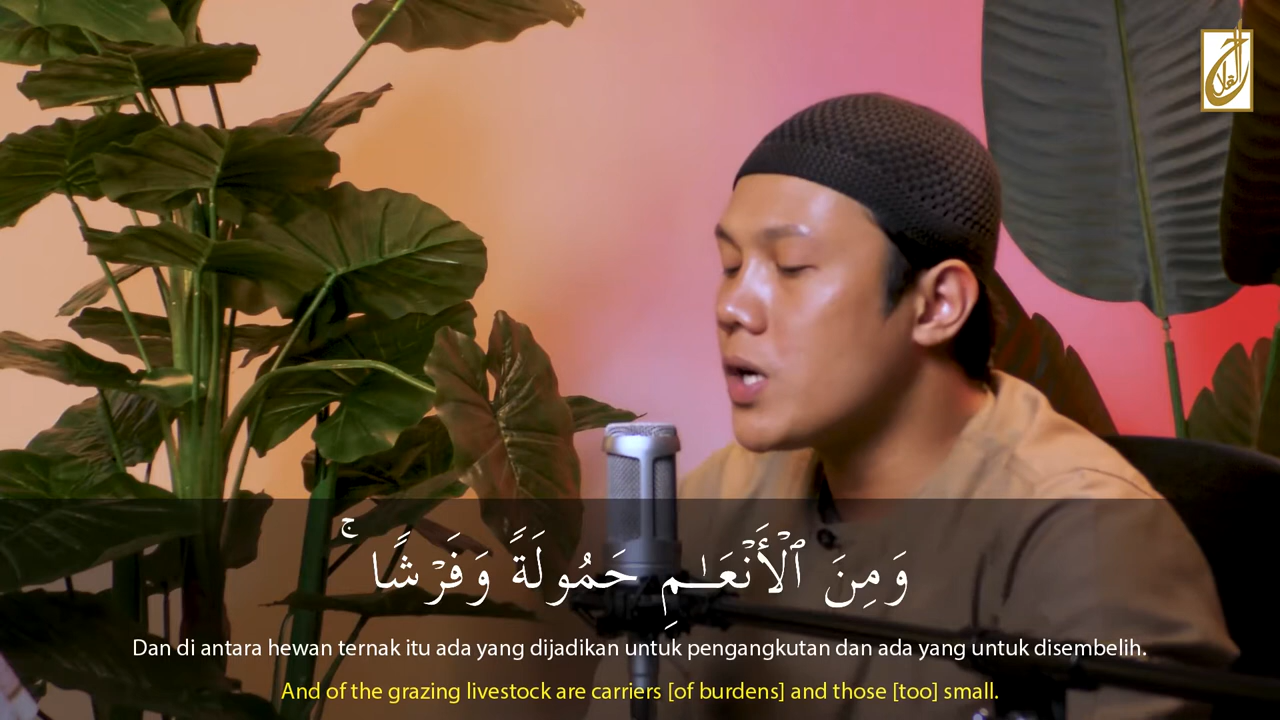 وَمِنَ ٱلْأَنْعَـٰمِ حَمُولَةً وَفَرْشًا ۚ
Dan di antara hewan ternak itu ada yang dijadikan untuk pengangkutan dan ada yang untuk disembelih.
And of the grazing livestock are carriers [of burdens] and those [too] small.